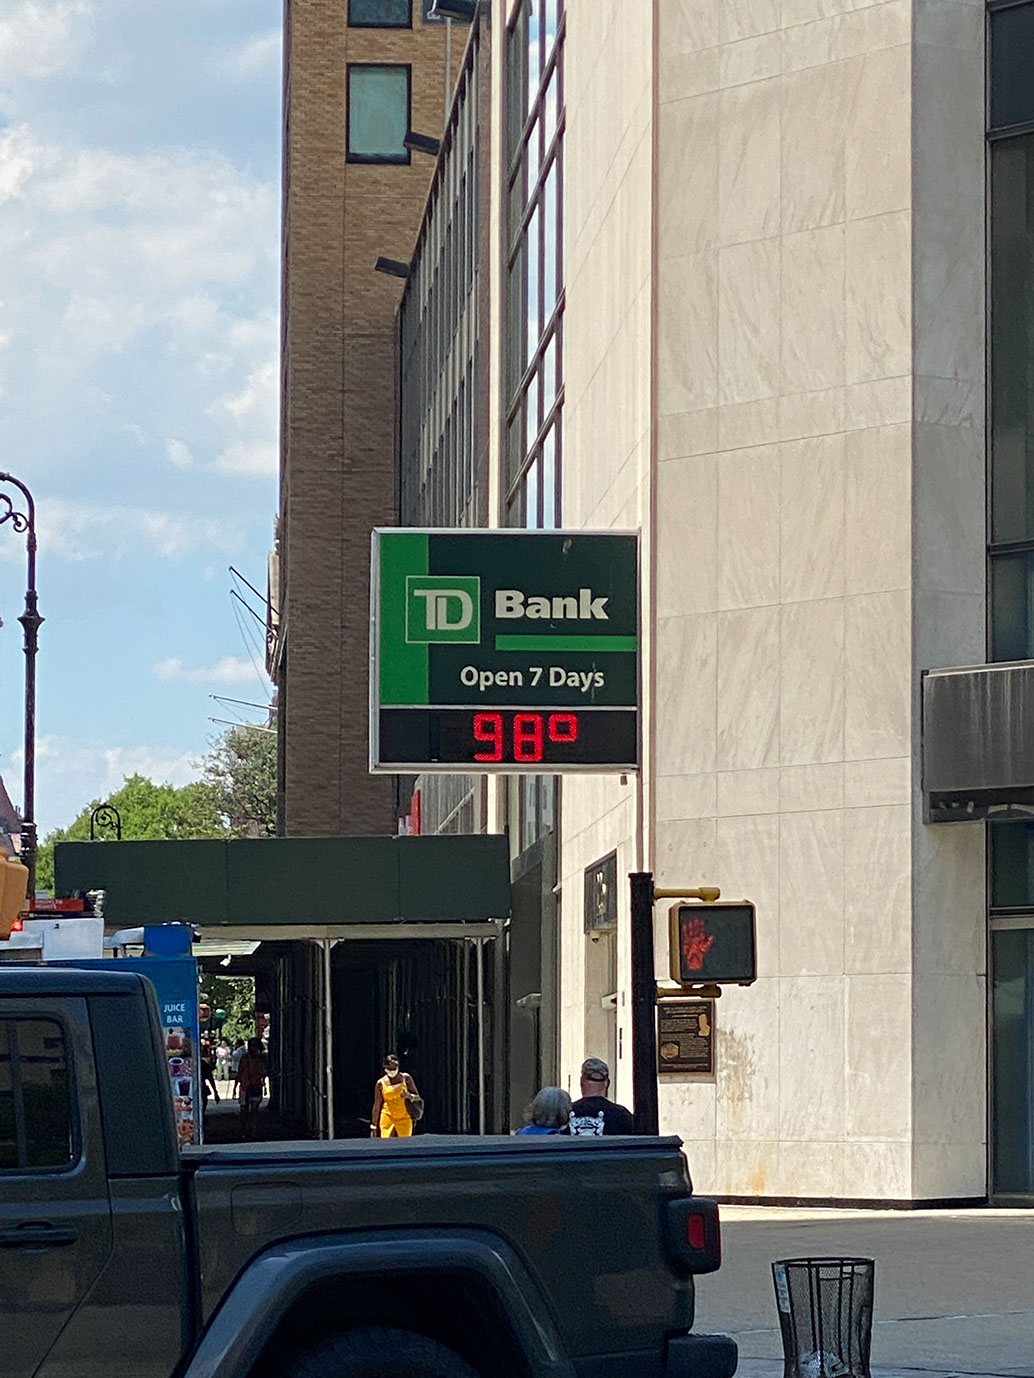 TD Bank
Open 7 Days
98°
JUICE
BAR